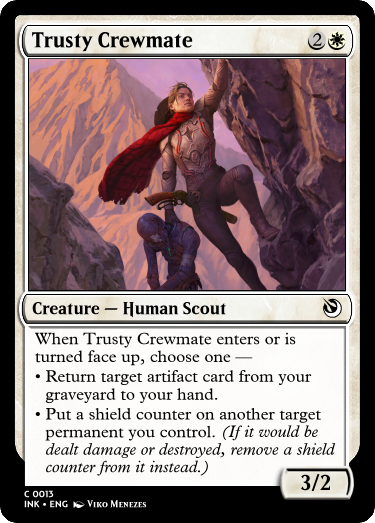 Trusty Crewmate 2
Creature — Human Scout
When Trusty Crewmate enters or is
turned face up, choose one —
• Return target artifact card from your
graveyard to your hand.
• Put a shield counter on another target
permanent you control. (If it would be
dealt damage or destroyed, remove a shield
counter from it instead.)
3/2
C 0013
INK • ENG Viko Menezes